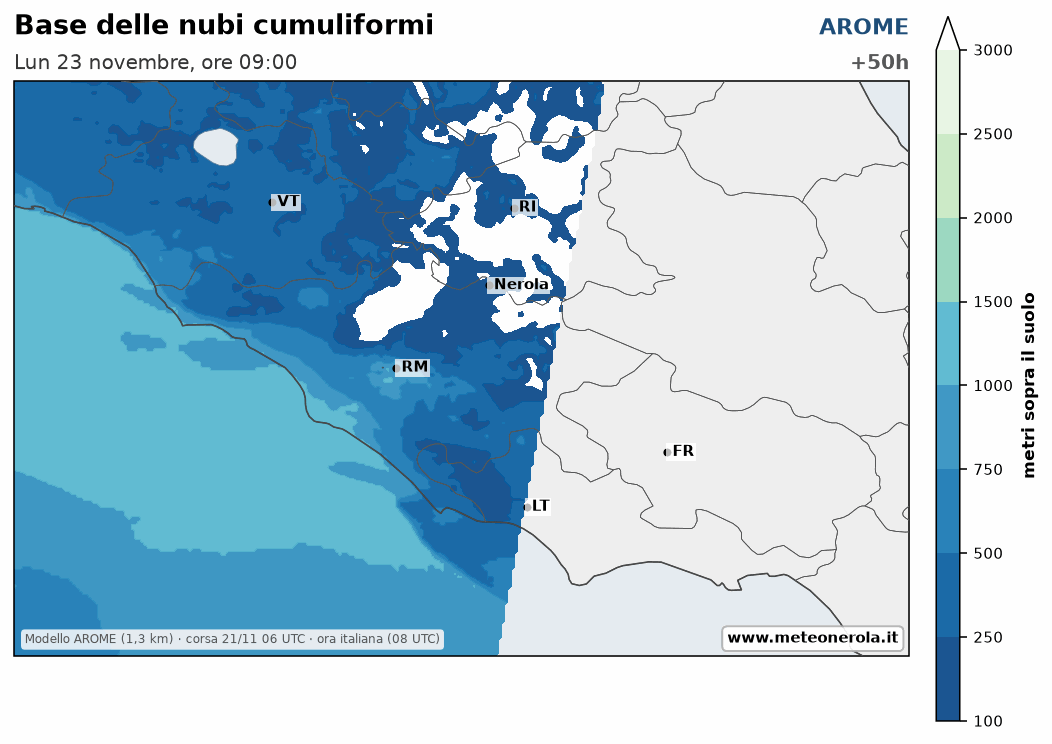 Base delle nubi cumuliformi
AROME
Lun 23 novembre, ore 09:00
+50h
3000
2500
2000
1500
1000
750
500
250
100
metri sopra il suolo
VT
RI
Nerola
RM
FR
LT
Modello AROME (1,3 km) · corsa 21/11 06 UTC · ora italiana (08 UTC)
www.meteonerola.it